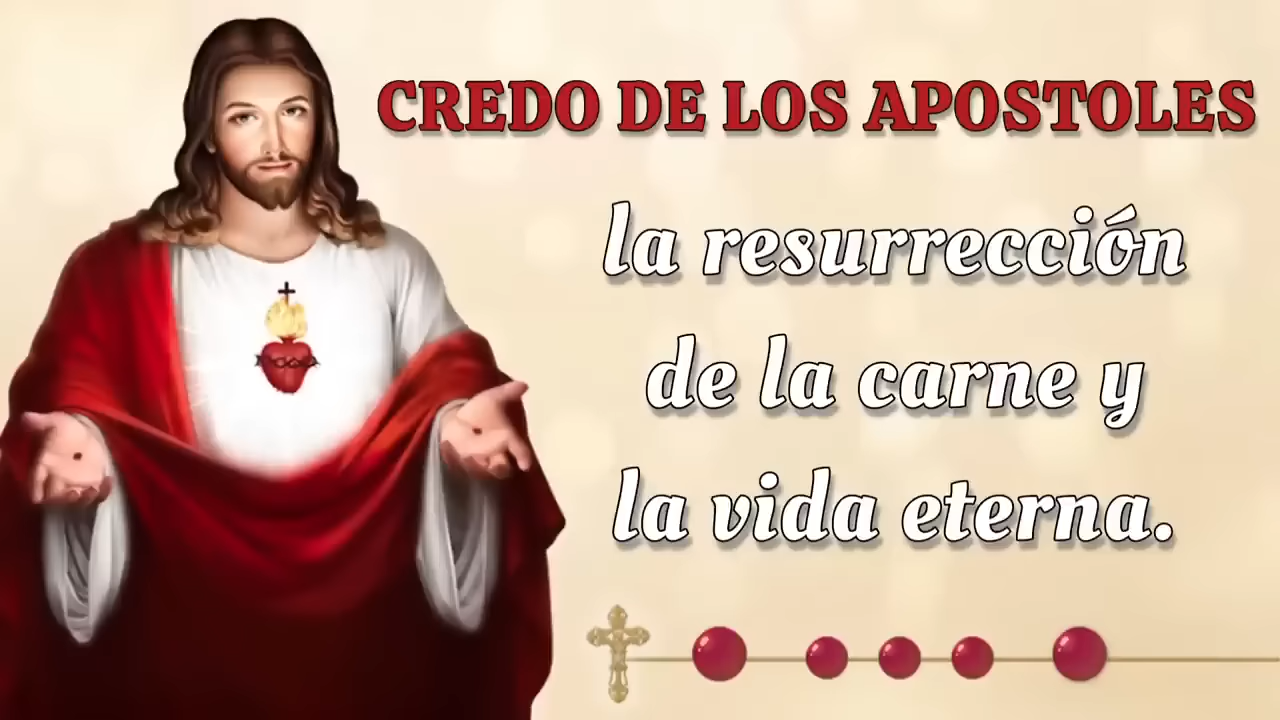 CREDO DE LOS APOSTOLES
la resurrección
de la carne y
la vida eterna.